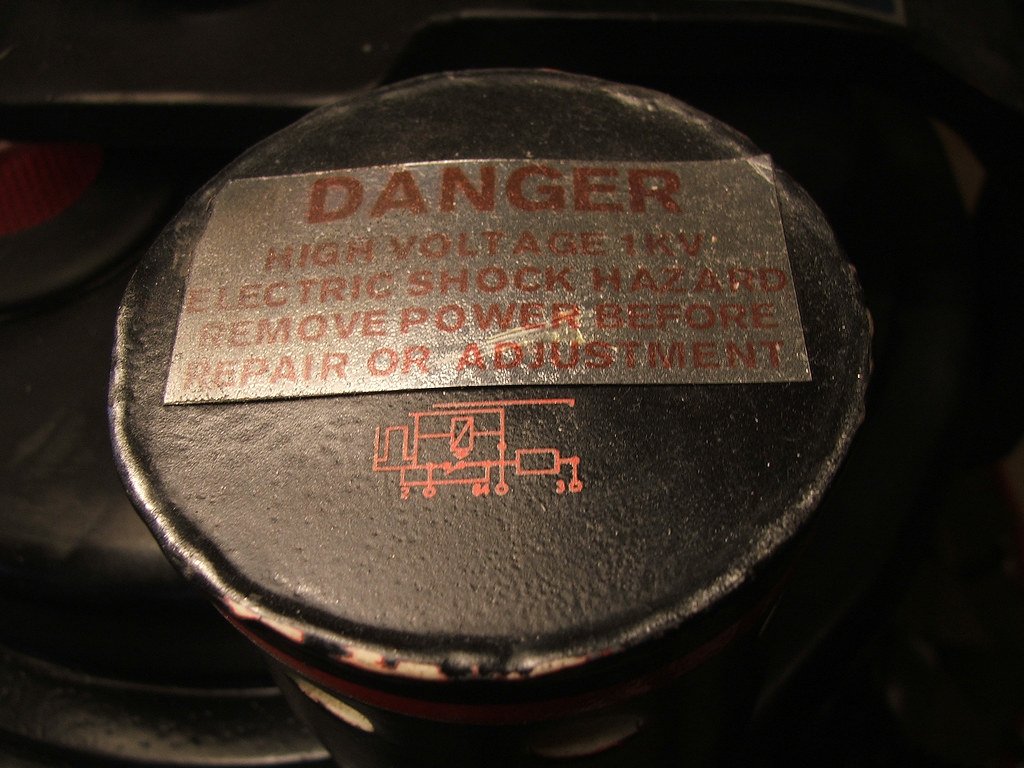 DANGER
HIGH VOLTAGE 1KV
ELECTRIC SHOCK HAZARD
REMOVE POWER BEFORE
REPAIR OR ADJUSTMENT